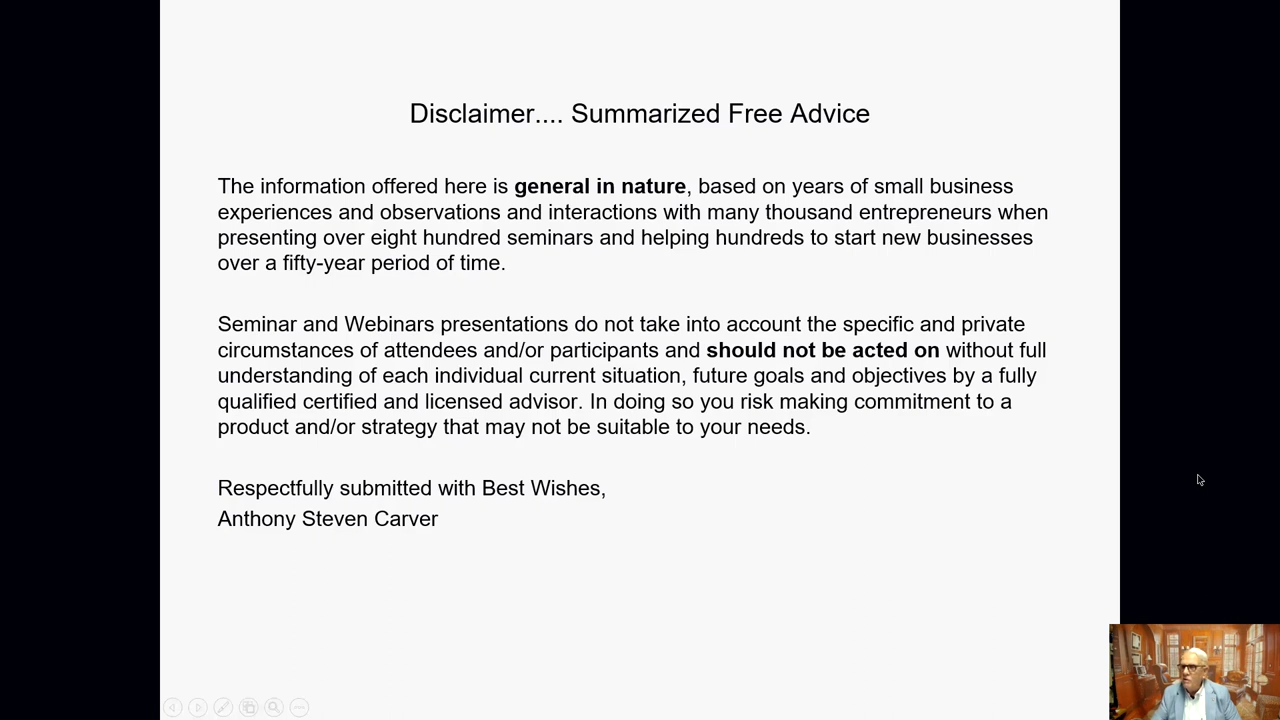 Disclaimer.... Summarized Free Advice
The information offered here is general in nature, based on years of small business
experiences and observations and interactions with many thousand entrepreneurs when
presenting over eight hundred seminars and helping hundreds to start new businesses
over a fifty-year period of time.
Seminar and Webinars presentations do not take into account the specific and private
circumstances of attendees and/or participants and should not be acted on without full
understanding of each individual current situation, future goals and objectives by a fully
qualified certified and licensed advisor. In doing so you risk making commitment to a
product and/or strategy that may not be suitable to your needs.
Respectfully submitted with Best Wishes,
Anthony Steven Carver